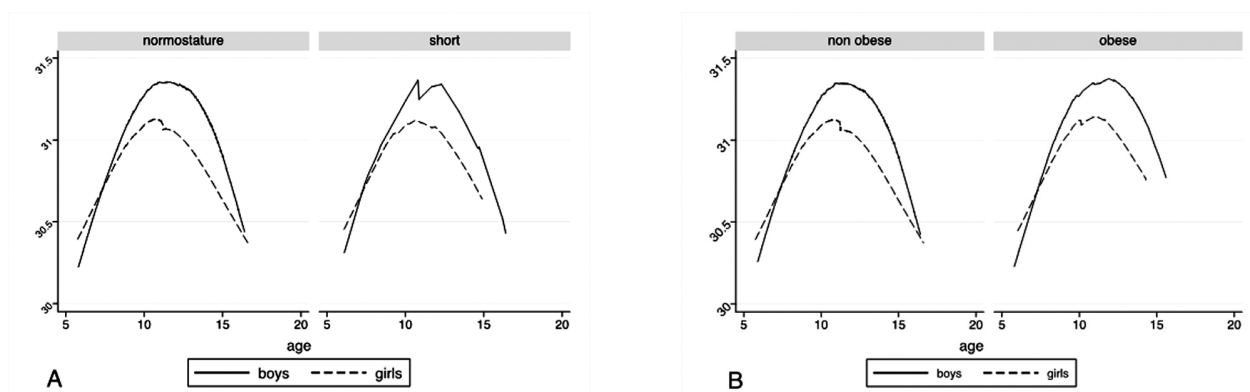 normostature short
31.5
31
30.5
30
5 10 15 20 5 10 15 20
age
A boys girls
non obese obese
31.5
31
30.5
30
5 10 15 20 5 10 15 20
age
B boys girls